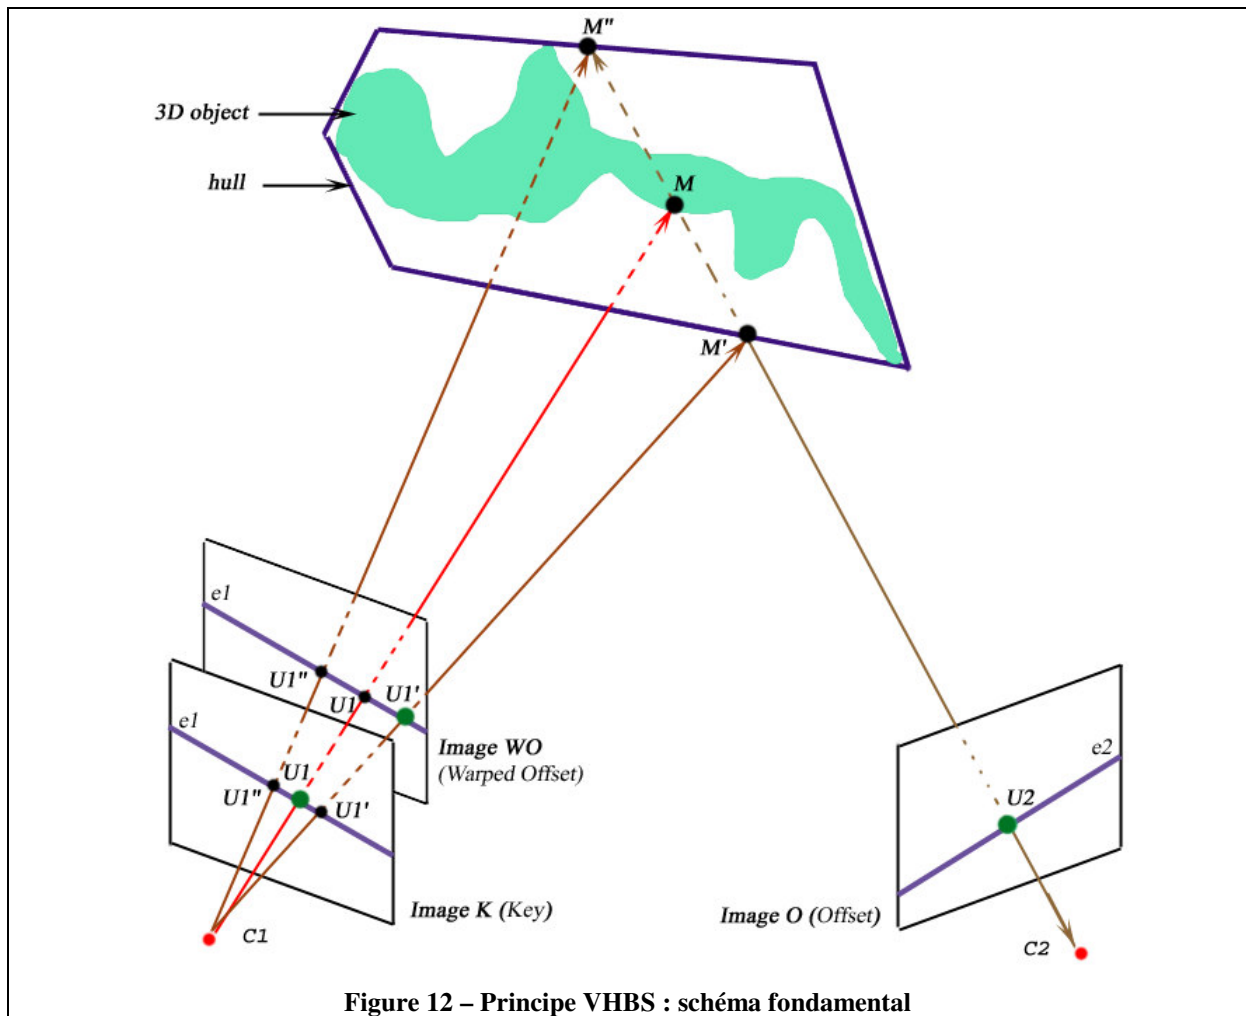 M"
3D object
hull
M
M'
e1
U1"
U1
U1'
Image WO
(Warped Offset)
e1
U1
U1"
U1'
Image K (Key)
C1
e2
U2
Image O (Offset)
C2
Figure 12 – Principe VHBS : schéma fondamental